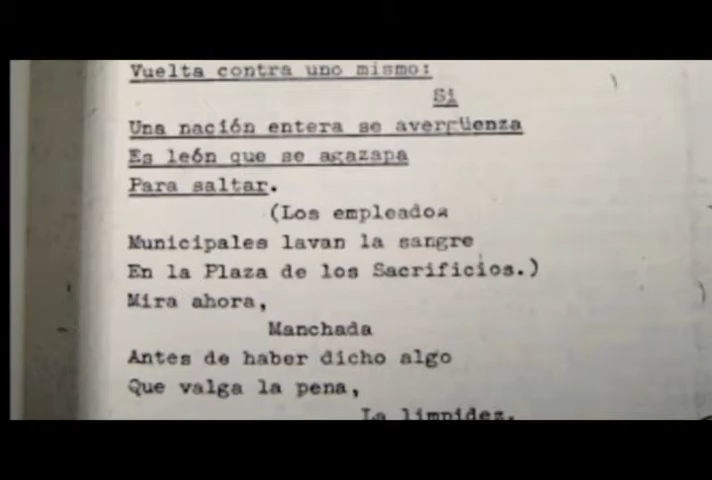 Vuelta contra uno mismo:
Si
Una nación entera se avergüenza
Es león que se agazapa
Para saltar.
(Los empleados
Municipales lavan la sangre
En la Plaza de los Sacrificios.)
Mira ahora,
Manchada
Antes de haber dicho algo
Que valga la pena,
La limpidez.